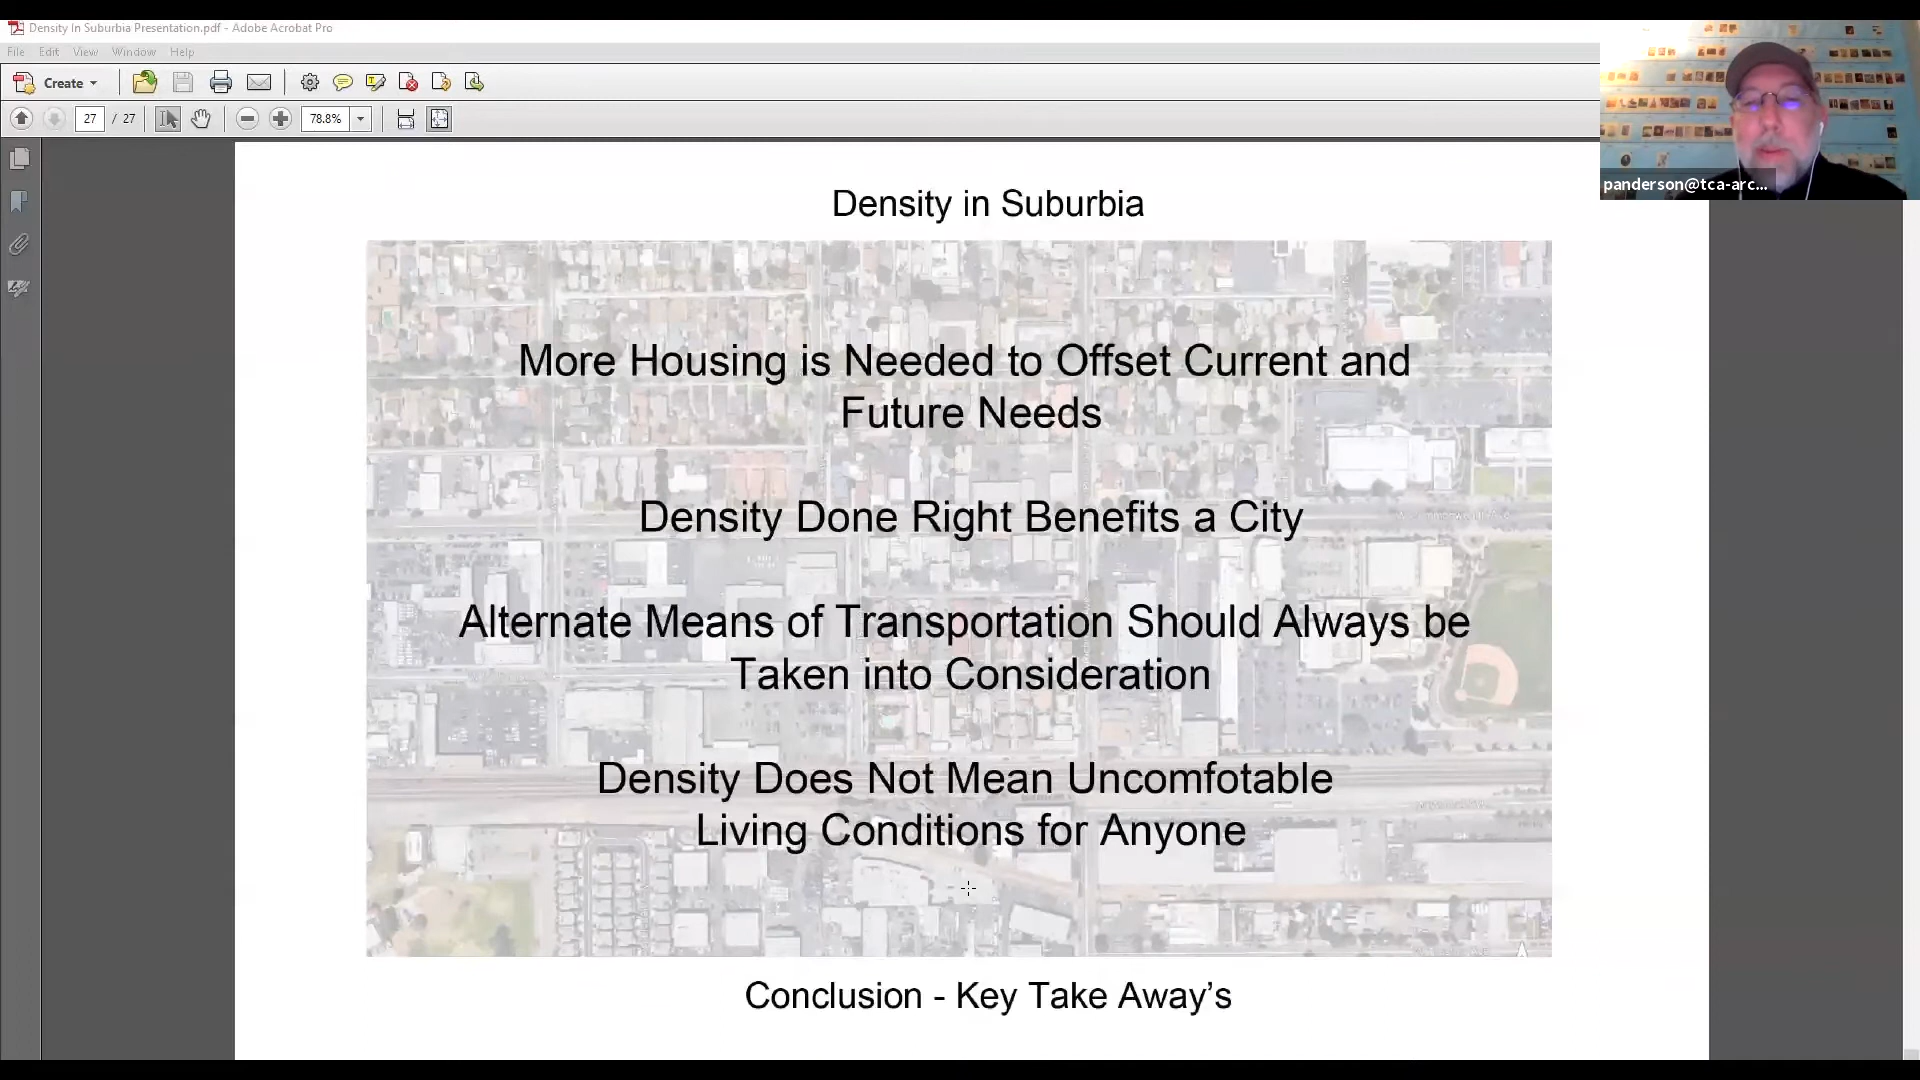 Density In Suburbia Presentation.pdf - Adobe Acrobat Pro
File Edit View Window Help
Create
27 / 27 78.8%
panderson@tca-arc...
Density in Suburbia
More Housing is Needed to Offset Current and
Future Needs
Density Done Right Benefits a City
Alternate Means of Transportation Should Always be
Taken into Consideration
Density Does Not Mean Uncomfotable
Living Conditions for Anyone
Conclusion - Key Take Away's